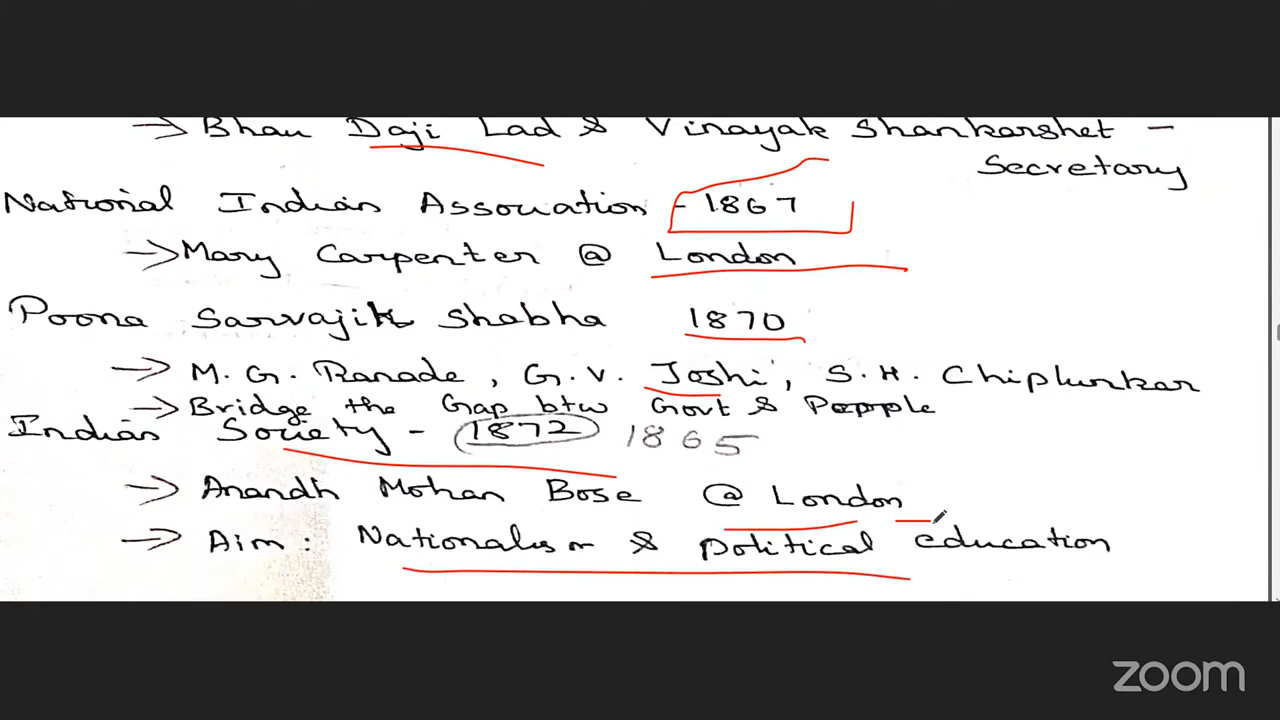 → Bhau Daji Lad & Vinayak Shankarshet -
Secretary
National Indian Association - 1867
→ Mary Carpenter @ London
Poona Sarvajik Shabha 1870
→ M. G. Ranade, G. V. Joshi, S. H. Chiplunkar
→ Bridge the Gap btw Govt & People
Indian Society - 1872 1865
→ Anandh Mohan Bose @ London
→ Aim: Nationalism & political education
zoom